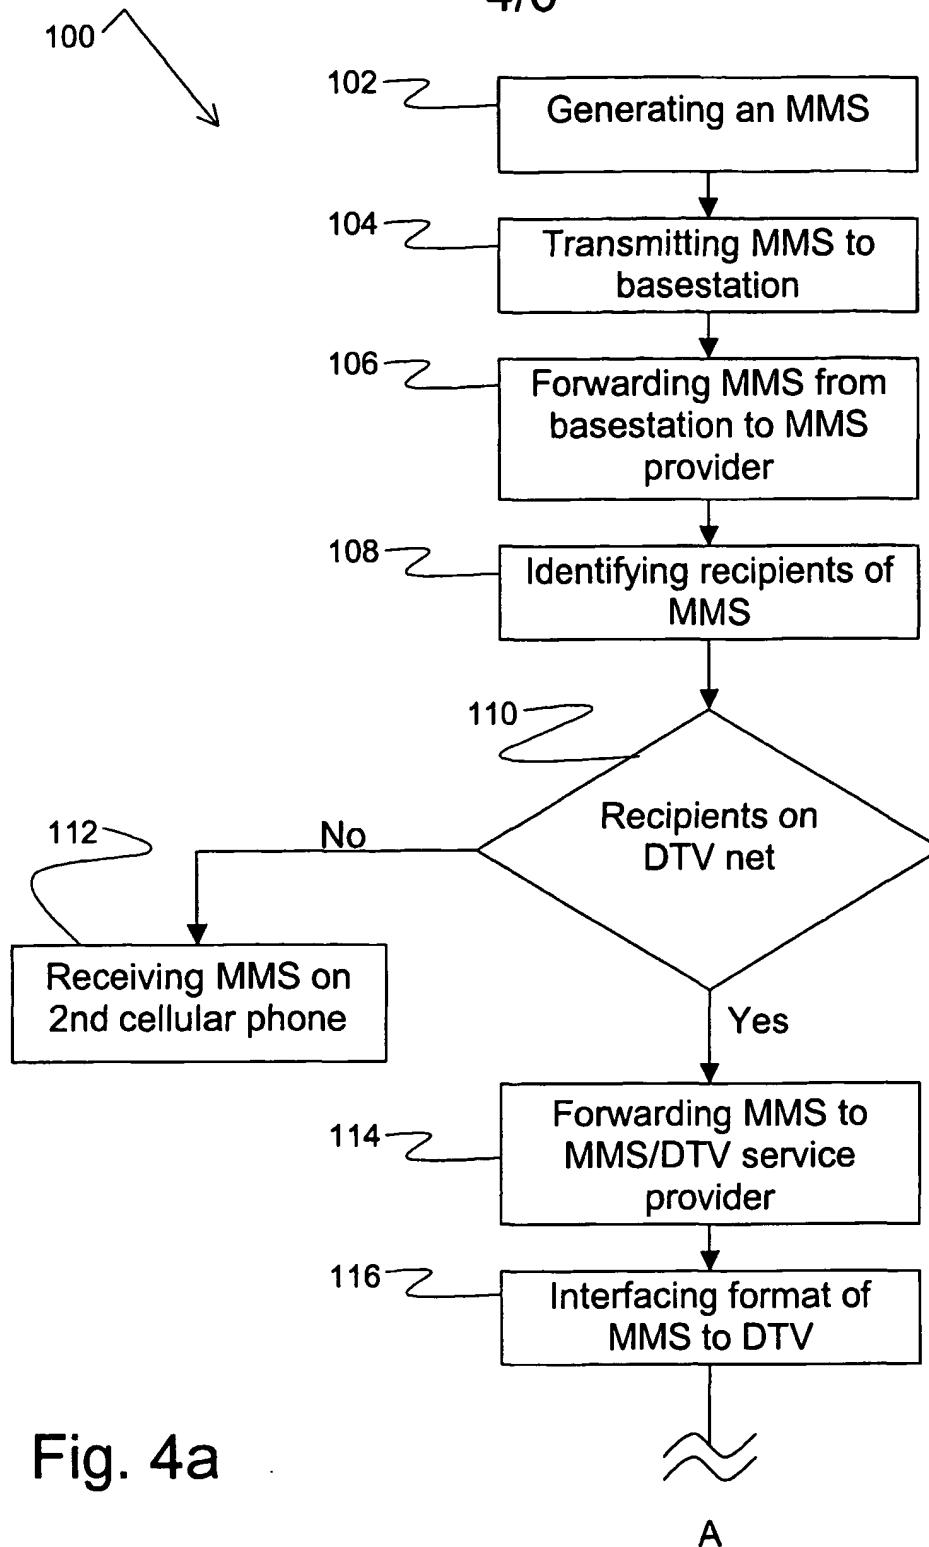 100
102
Generating an MMS
104
Transmitting MMS to
basestation
106
Forwarding MMS from
basestation to MMS
provider
108
Identifying recipients of
MMS
110
Recipients on
DTV net
No
112
Receiving MMS on
2nd cellular phone
Yes
114
Forwarding MMS to
MMS/DTV service
provider
116
Interfacing format of
MMS to DTV
Fig. 4a
A